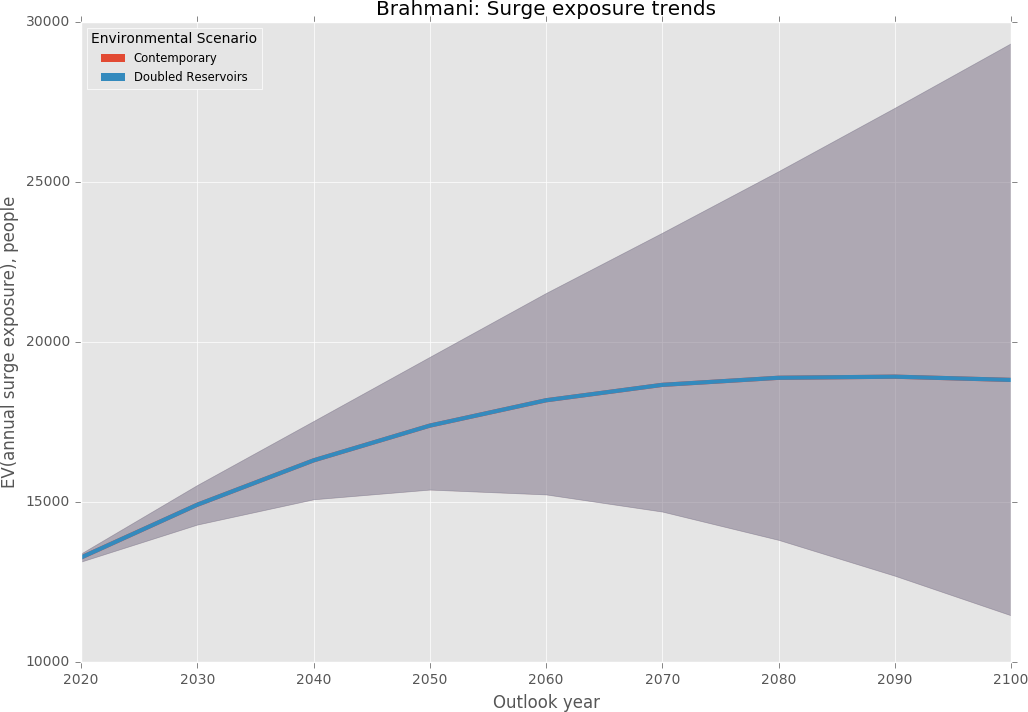 Brahmani: Surge exposure trends
30000
25000
20000
15000
10000
EV(annual surge exposure), people
Environmental Scenario
Contemporary
Doubled Reservoirs
2020 2030 2040 2050 2060 2070 2080 2090 2100
Outlook year